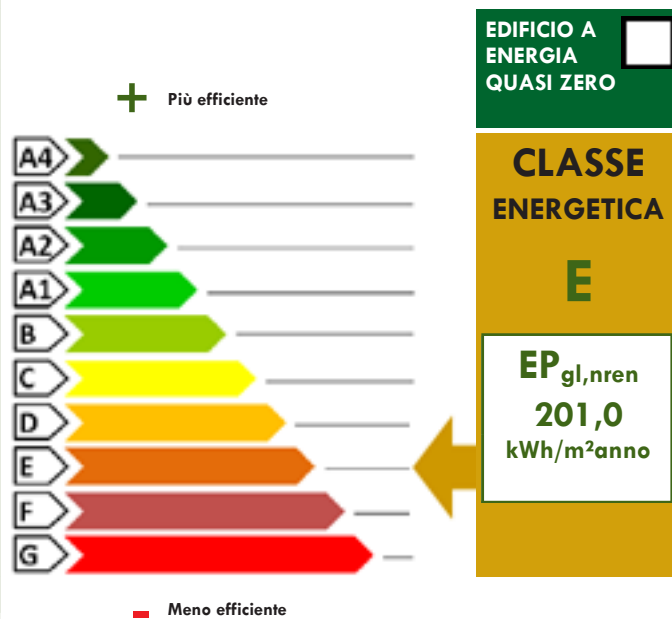 EDIFICIO A
ENERGIA
QUASI ZERO
+ Più efficiente
A4
A3
A2
A1
B
C
D
E
F
G
- Meno efficiente
CLASSE
ENERGETICA
E
EPgl,nren
201,0
kWh/m²anno